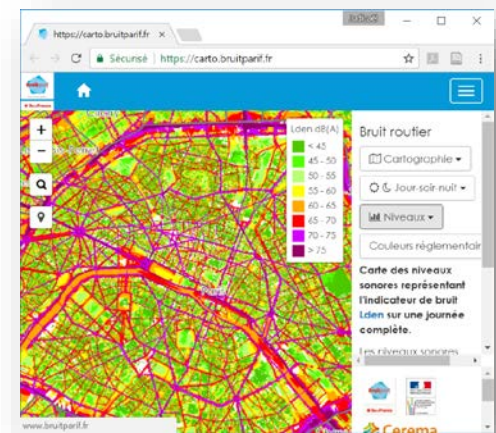 https://carto.bruitparif.fr
Sécurisé | https://carto.bruitparif.fr
Lden dB(A)
< 45
45 - 50
50 - 55
55 - 60
60 - 65
65 - 70
70 - 75
> 75
Bruit routier
Cartographie
Jour-soir-nuit
Niveaux
Couleurs réglementair
Carte des niveaux
sonores représentant
l'indicateur de bruit
Lden sur une journée
complète.
Les niveaux sonores
Cerema
www.bruitparif.fr